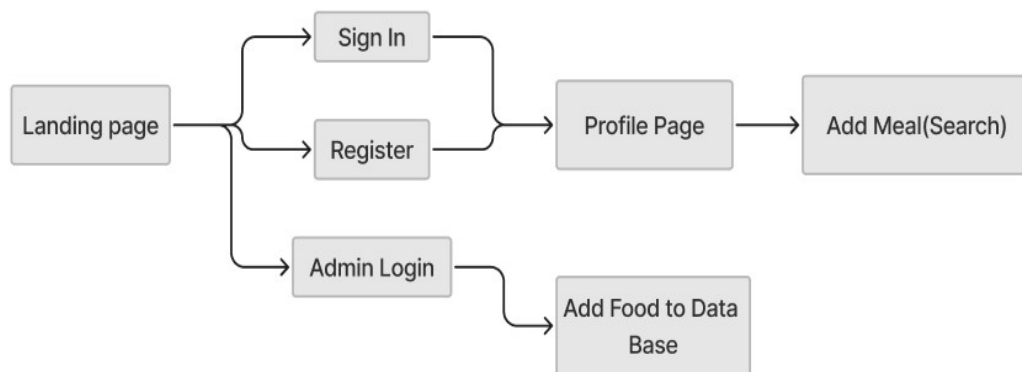 Sign In
Landing page
Register
Profile Page
Add Meal(Search)
Admin Login
Add Food to Data
Base